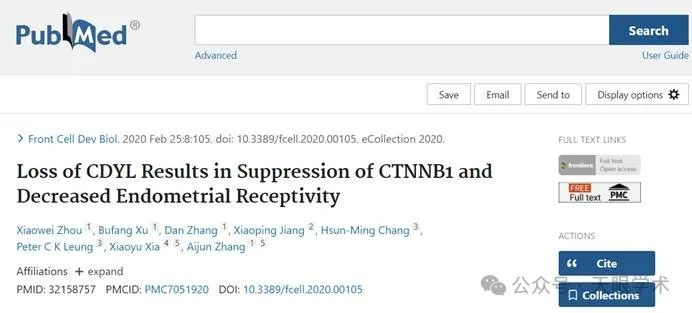 PubMed®
Search
Advanced
User Guide
Save
Email
Send to
Display options
Front Cell Dev Biol. 2020 Feb 25:8:105. doi: 10.3389/fcell.2020.00105. eCollection 2020.
FULL TEXT LINKS
Loss of CDYL Results in Suppression of CTNNB1 and
Decreased Endometrial Receptivity
frontiers
Full text
Open access
FREE
Full text
PMC
Xiaowei Zhou 1, Bufang Xu 1, Dan Zhang 1, Xiaoping Jiang 2, Hsun-Ming Chang 3,
Peter C K Leung 3, Xiaoyu Xia 4 5, Aijun Zhang 1 5
ACTIONS
Affiliations + expand
Cite
PMID: 32158757 PMCID: PMC7051920 DOI: 10.3389/fcell.2020.00105
Collections
公众号 · 天眼学术